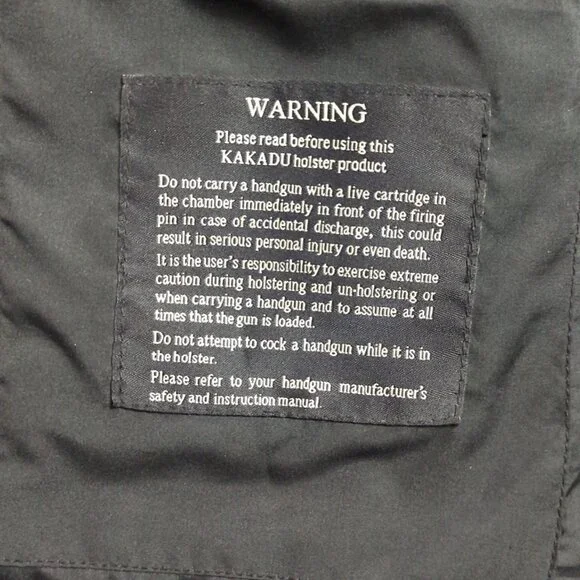 WARNING
Please read before using this
KAKADU holster product
Do not carry a handgun with a live cartridge in
the chamber immediately in front of the firing
pin in case of accidental discharge, this could
result in serious personal injury or even death.
It is the user's responsibility to exercise extreme
caution during holstering and un-holstering or
when carrying a handgun and to assume at all
times that the gun is loaded.
Do not attempt to cock a handgun while it is in
the holster.
Please refer to your handgun manufacturer's
safety and instruction manual.